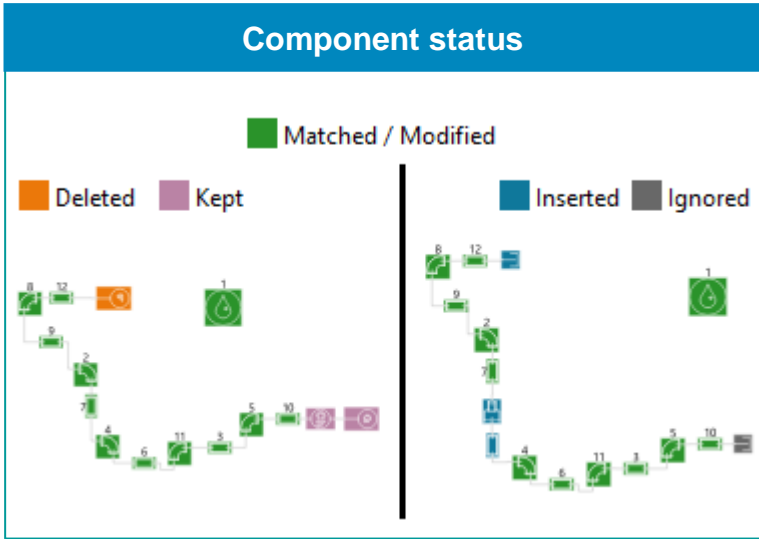 Component status
Matched / Modified
Deleted Kept
8 12 1
9
2
7
4 6 11 3 5 10
Inserted Ignored
8 12 1
9
2
7
4 6 11 3 5 10